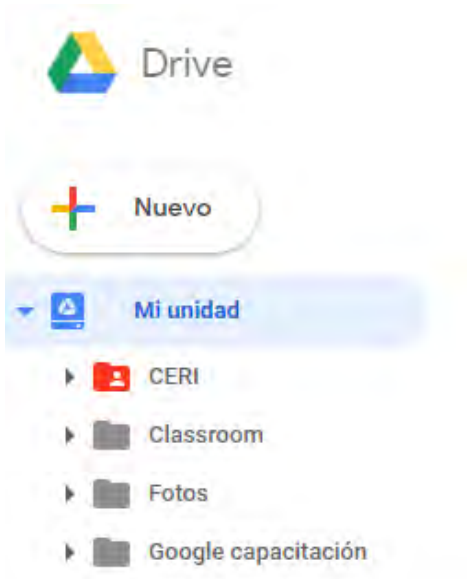 Drive
Nuevo
Mi unidad
CERI
Classroom
Fotos
Google capacitación